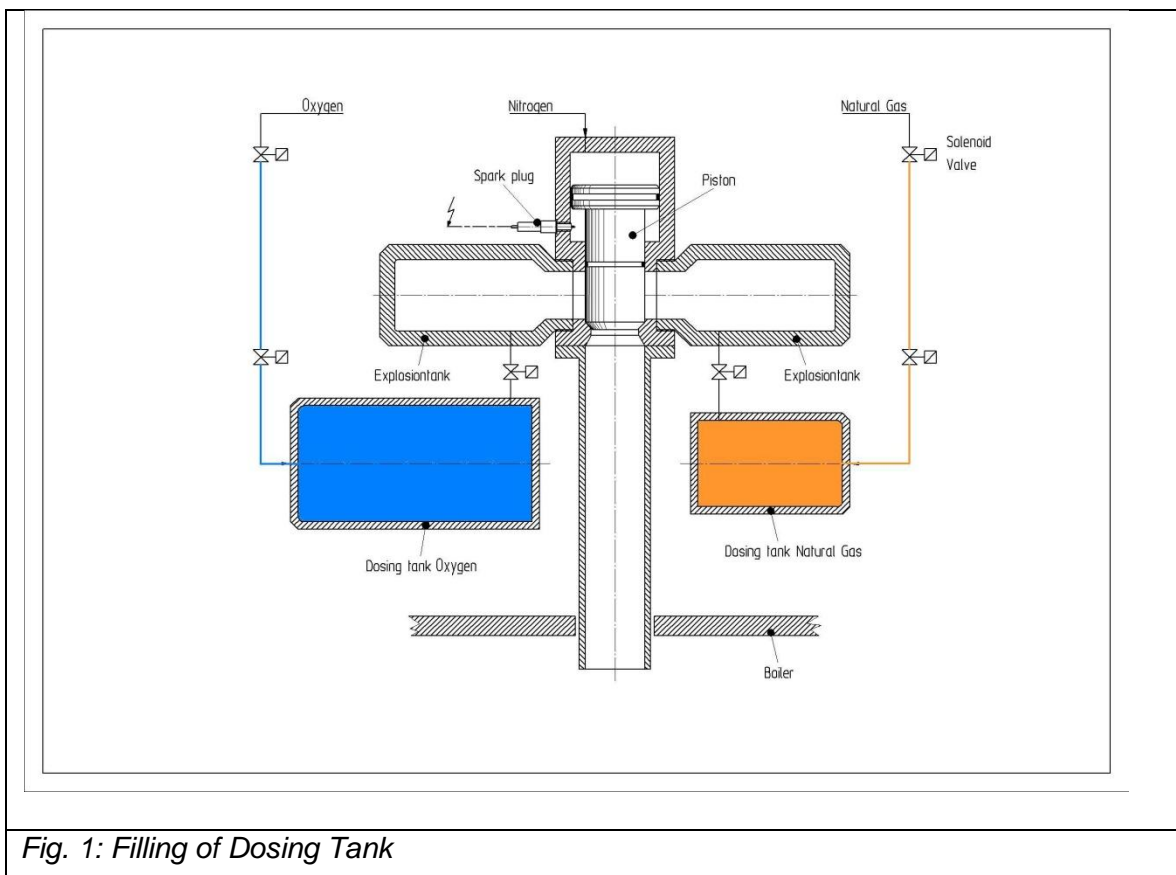 Oxygen
Nitrogen
Natural Gas
Solenoid
Valve
Spark plug
Piston
Explosiontank
Explosiontank
Dosing tank Oxygen
Dosing tank Natural Gas
Boiler
Fig. 1: Filling of Dosing Tank